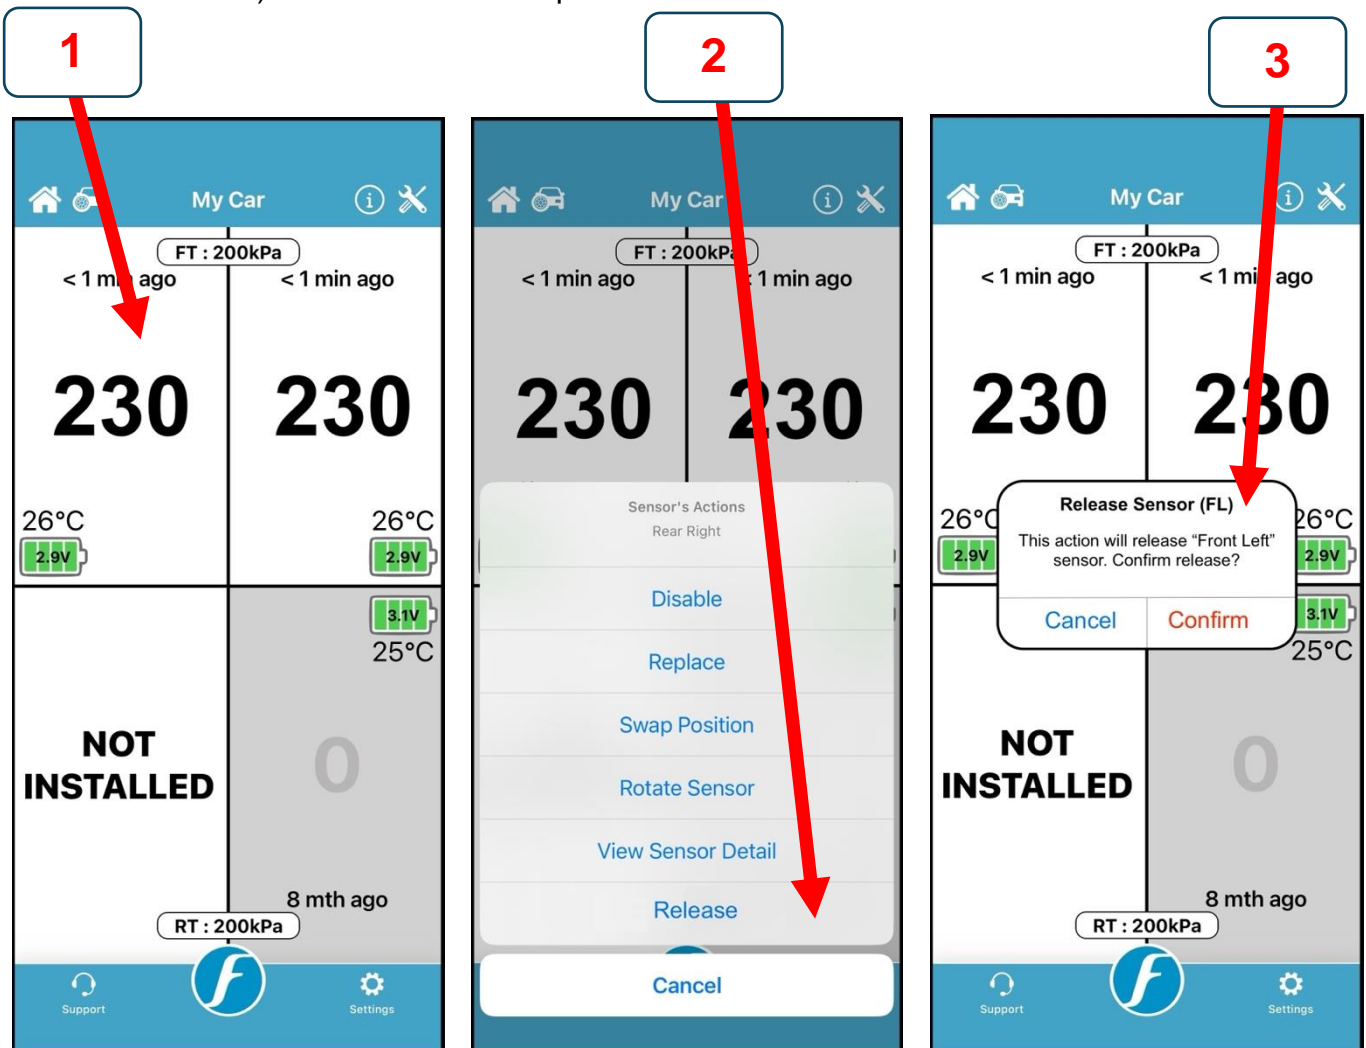 1
2
3
My Car
FT : 200kPa
< 1 min ago
< 1 min ago
230
230
26°C
26°C
2.9V
2.9V
3.1V
25°C
NOT
INSTALLED
0
8 mth ago
RT : 200kPa
Support
Settings
My Car
FT : 200kPa
< 1 min ago
1 min ago
230
230
Sensor's Actions
Rear Right
Disable
Replace
Swap Position
Rotate Sensor
View Sensor Detail
Release
Cancel
My Car
FT : 200kPa
< 1 min ago
< 1 min ago
230
230
Release Sensor (FL)
26°C
26°C
This action will release “Front Left”
sensor. Confirm release?
2.9V
2.9V
Cancel
Confirm
3.1V
25°C
NOT
INSTALLED
0
8 mth ago
RT : 200kPa
Support
Settings